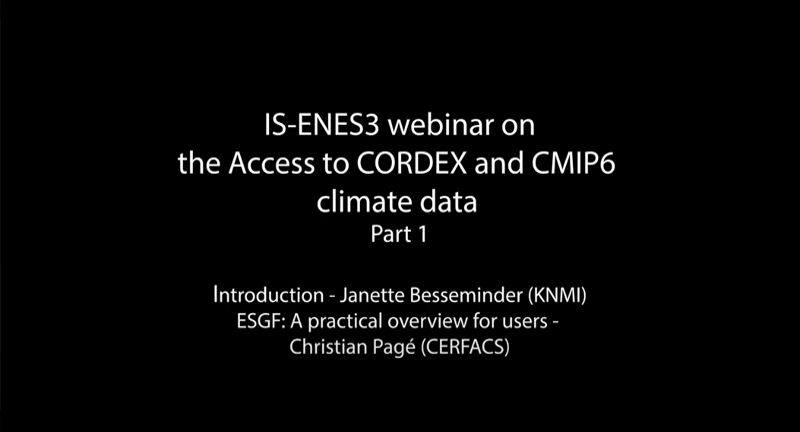 IS-ENES3 webinar on
the Access to CORDEX and CMIP6
climate data
Part 1
Introduction - Janette Besseminder (KNMI)
ESGF: A practical overview for users -
Christian Pagé (CERFACS)